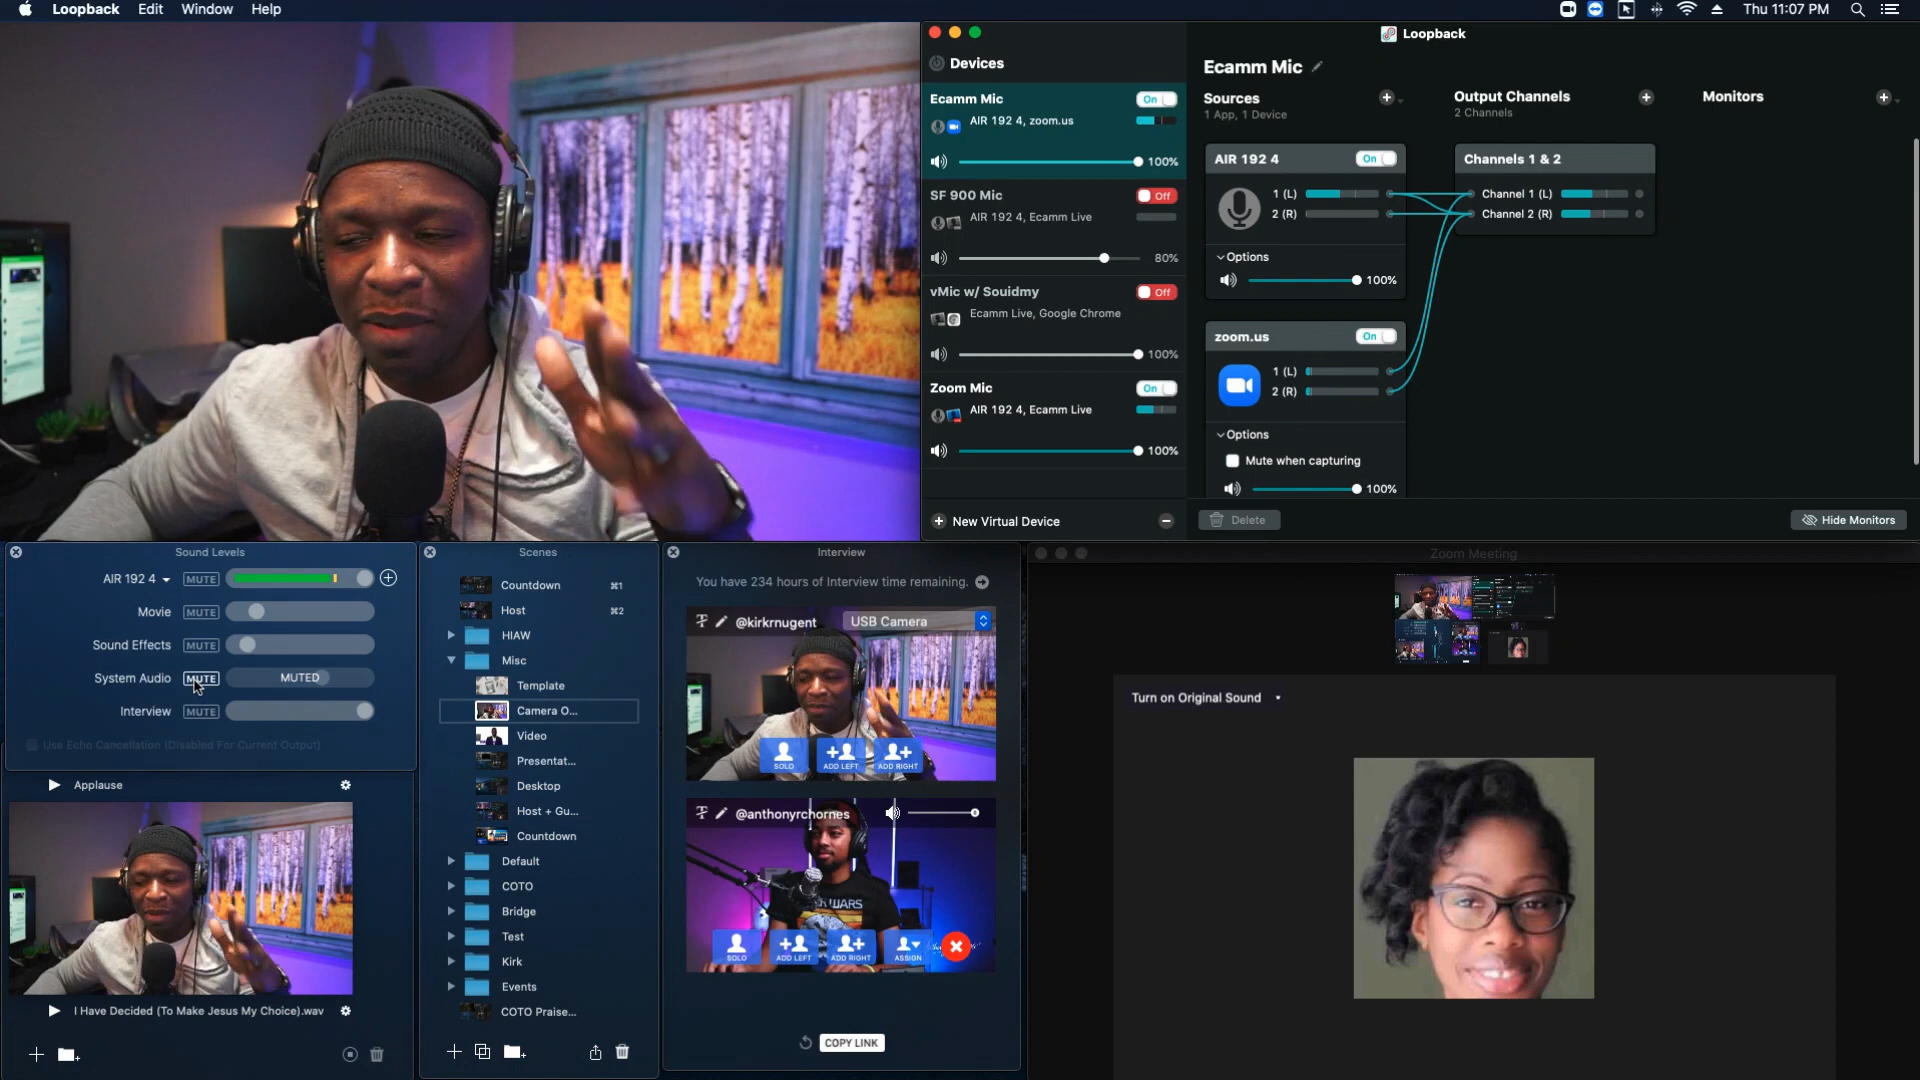 Loopback Edit Window Help
Thu 11:07 PM
Loopback
Devices
Ecamm Mic
On
AIR 192 4, zoom.us
100%
SF 900 Mic
Off
AIR 192 4, Ecamm Live
80%
vMic w/ Souidmy
Off
Ecamm Live, Google Chrome
100%
Zoom Mic
On
AIR 192 4, Ecamm Live
100%
New Virtual Device
Ecamm Mic
Sources
1 App, 1 Device
AIR 192 4
On
1 (L)
2 (R)
Options
100%
zoom.us
On
1 (L)
2 (R)
Options
Mute when capturing
100%
Output Channels
2 Channels
Channels 1 & 2
Channel 1 (L)
Channel 2 (R)
Monitors
Delete
Hide Monitors
Sound Levels
AIR 192 4 MUTE
Movie MUTE
Sound Effects MUTE
System Audio MUTE MUTED
Interview MUTE
Use Echo Cancellation (Disabled For Current Output)
Applause
I Have Decided (To Make Jesus My Choice).wav
Scenes
Countdown ⌘1
Host ⌘2
HIAW
Misc
Template
Camera O...
Video
Presentat...
Desktop
Host + Gu...
Countdown
Default
COTO
Bridge
Test
Kirk
Events
COTO Praise...
Interview
You have 234 hours of Interview time remaining.
@kirkrnugent
USB Camera
SOLO
ADD LEFT
ADD RIGHT
@anthonyrchornes
WARS
SOLO
ADD LEFT
ADD RIGHT
ASSIGN
COPY LINK
Zoom Meeting
Turn on Original Sound